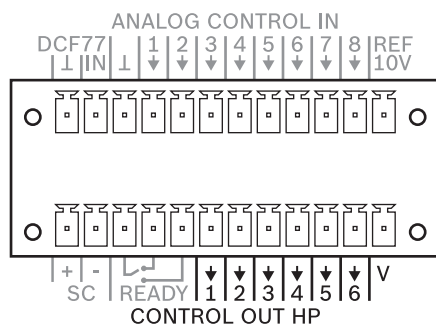 ANALOG CONTROL IN
DCF77 1 2 3 4 5 6 7 8 REF
⊥ IN ⊥ ↓ ↓ ↓ ↓ ↓ ↓ ↓ ↓ 10V
+ - ↓ ↓ ↓ ↓ ↓ ↓ V
SC READY 1 2 3 4 5 6
CONTROL OUT HP